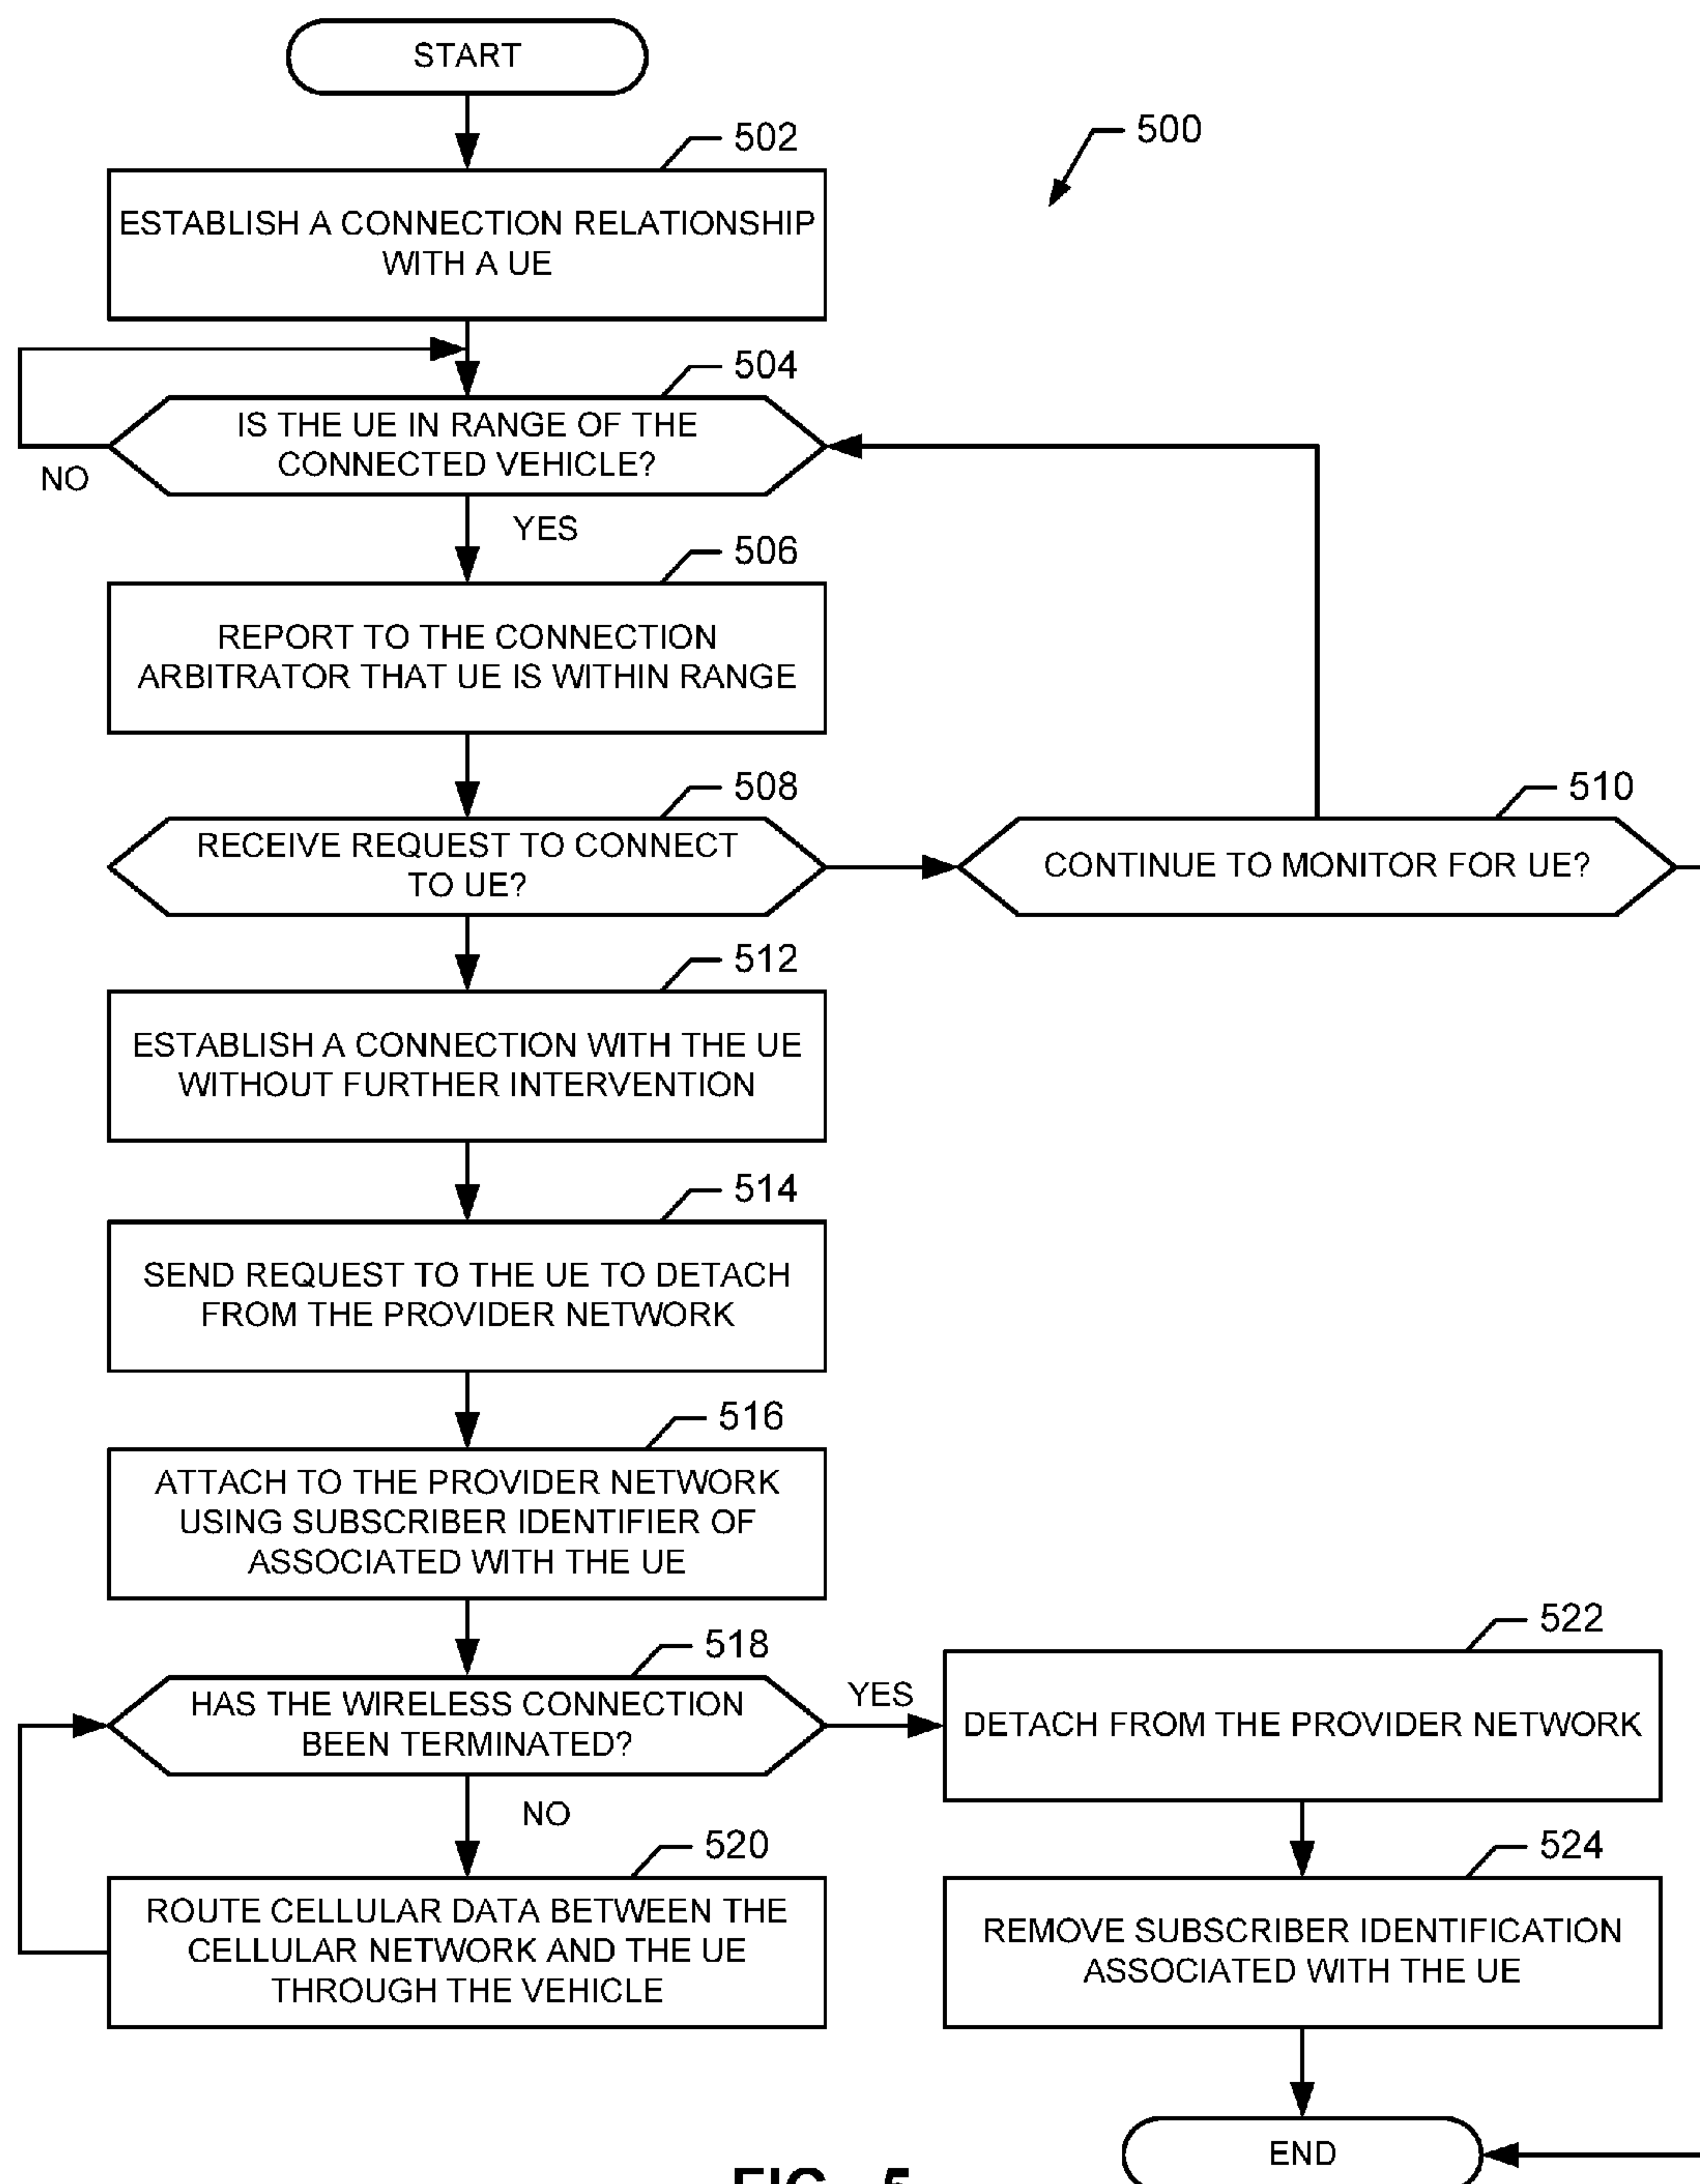 START
500
502
ESTABLISH A CONNECTION RELATIONSHIP
WITH A UE
504
IS THE UE IN RANGE OF THE
CONNECTED VEHICLE?
NO
YES
506
REPORT TO THE CONNECTION
ARBITRATOR THAT UE IS WITHIN RANGE
508
RECEIVE REQUEST TO CONNECT
TO UE?
510
CONTINUE TO MONITOR FOR UE?
512
ESTABLISH A CONNECTION WITH THE UE
WITHOUT FURTHER INTERVENTION
514
SEND REQUEST TO THE UE TO DETACH
FROM THE PROVIDER NETWORK
516
ATTACH TO THE PROVIDER NETWORK
USING SUBSCRIBER IDENTIFIER OF
ASSOCIATED WITH THE UE
518
HAS THE WIRELESS CONNECTION
BEEN TERMINATED?
YES
NO
520
ROUTE CELLULAR DATA BETWEEN THE
CELLULAR NETWORK AND THE UE
THROUGH THE VEHICLE
522
DETACH FROM THE PROVIDER NETWORK
524
REMOVE SUBSCRIBER IDENTIFICATION
ASSOCIATED WITH THE UE
END
FIG. 5